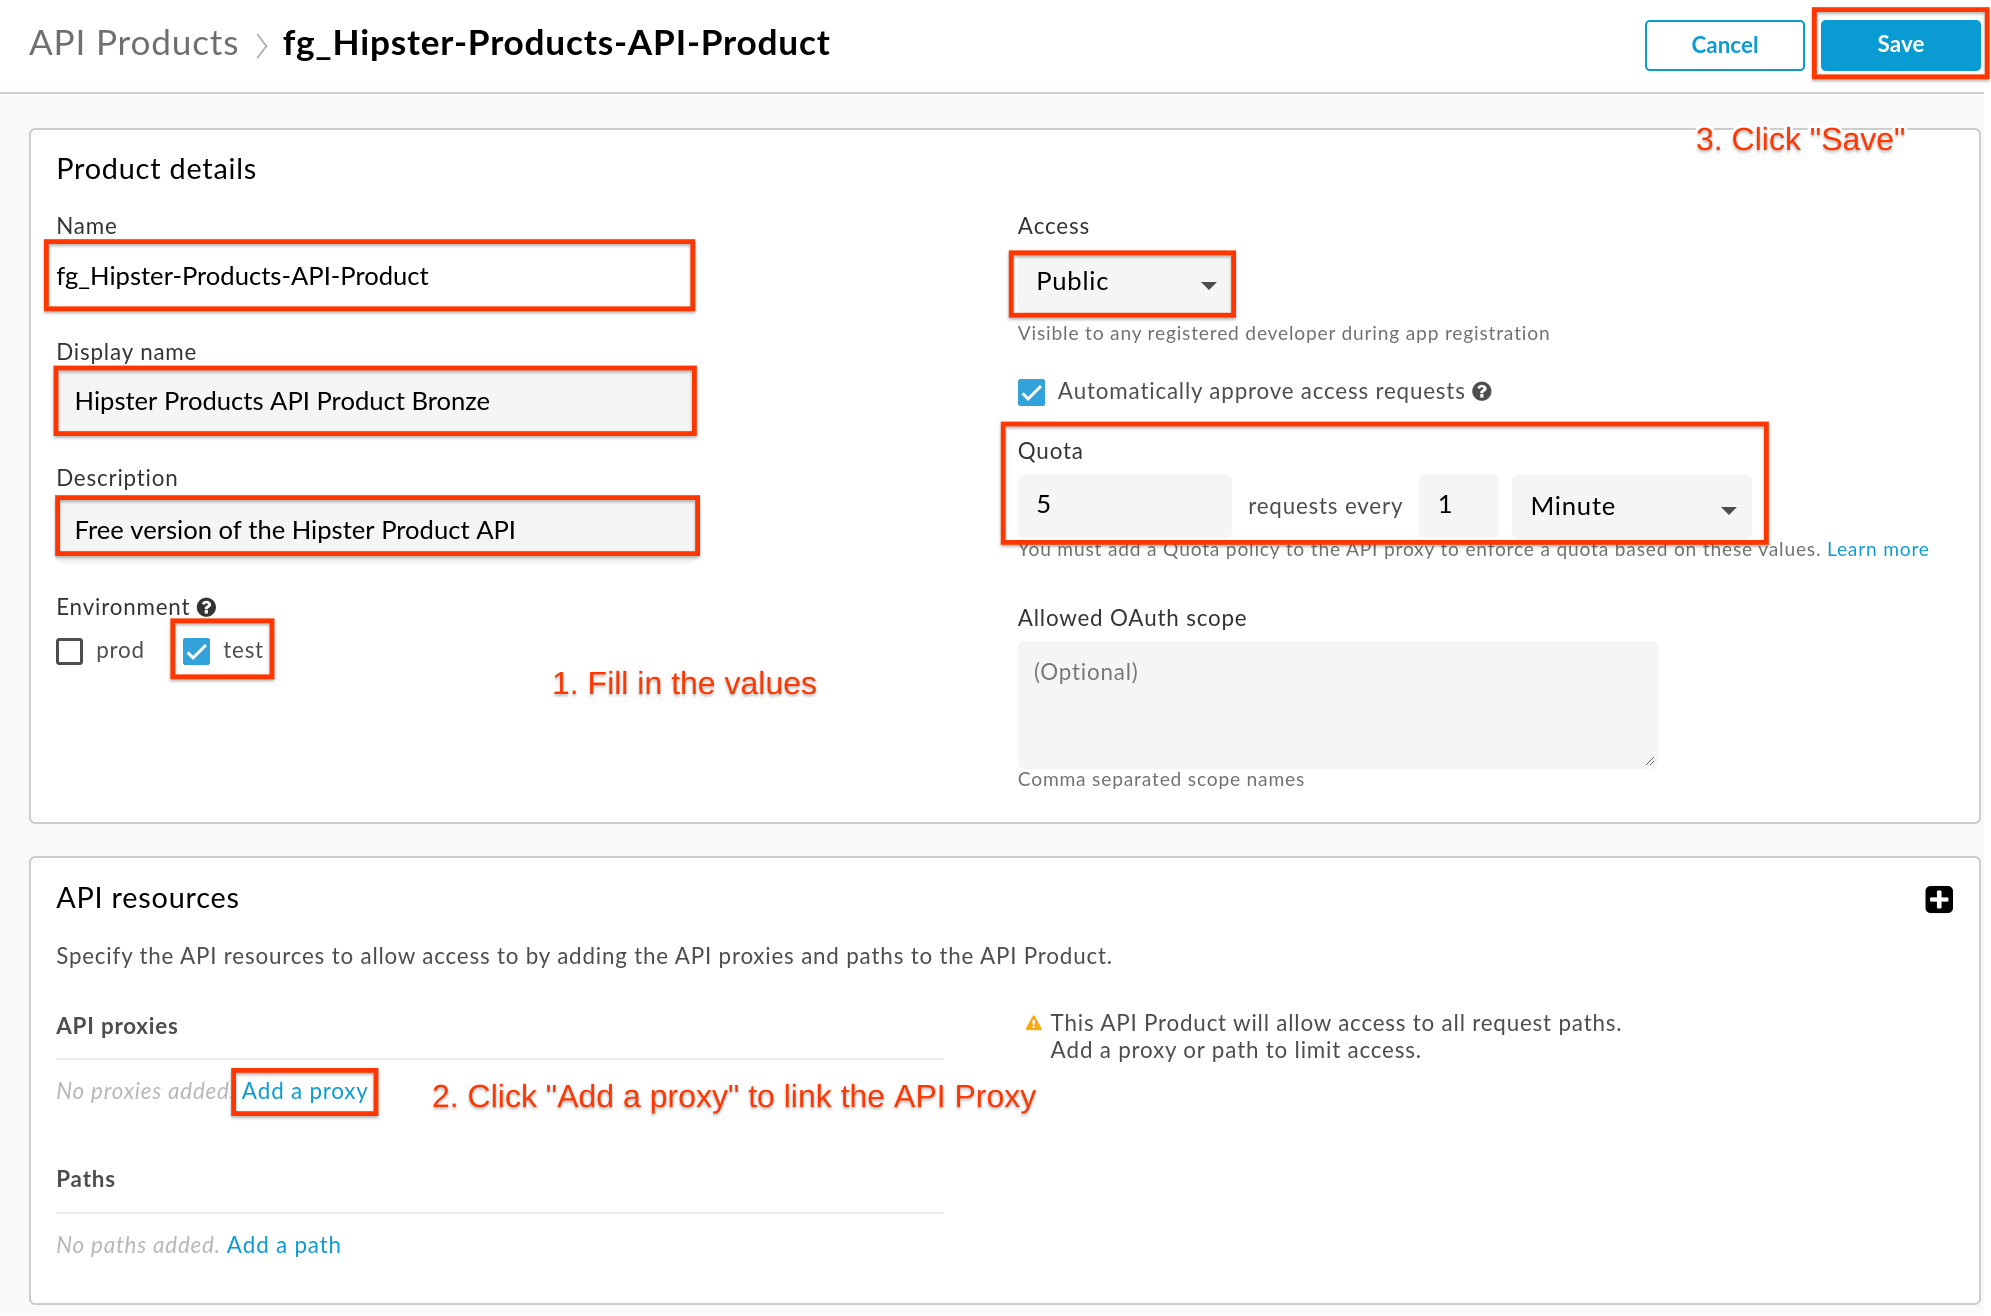 API Products > fg_Hipster-Products-API-Product
Cancel
Save
3. Click "Save"
Product details
Name
fg_Hipster-Products-API-Product
Display name
Hipster Products API Product Bronze
Description
Free version of the Hipster Product API
Environment
prod
test
1. Fill in the values
Access
Public
Visible to any registered developer during app registration
Automatically approve access requests
Quota
5 requests every 1 Minute
You must add a Quota policy to the API proxy to enforce a quota based on these values. Learn more
Allowed OAuth scope
(Optional)
Comma separated scope names
API resources
Specify the API resources to allow access to by adding the API proxies and paths to the API Product.
API proxies
No proxies added. Add a proxy
2. Click "Add a proxy" to link the API Proxy
This API Product will allow access to all request paths.
Add a proxy or path to limit access.
Paths
No paths added. Add a path